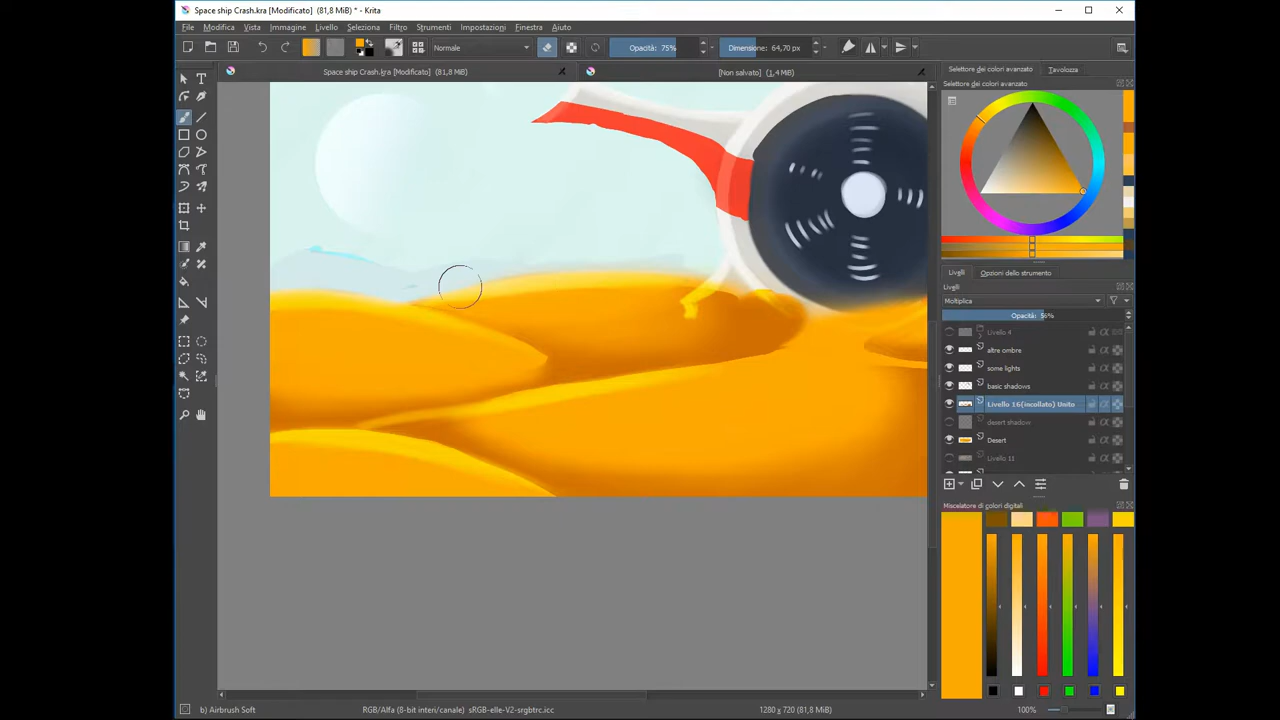 Space ship Crash.kra [Modificato] (81,8 MiB) * - Krita
File Modifica Vista Immagine Livello Seleziona Filtro Strumenti Impostazioni Finestra Aiuto
Normale Opacità: 75% Dimensione: 64,70 px
Space ship Crash.kra [Modificato] (81,8 MiB) [Non salvato] (1,4 MiB)
Selettore dei colori avanzato Tavolozza
Selettore dei colori avanzato
Livelli Opzioni dello strumento
Livelli
Moltiplica
Opacità: 56%
Livello 4
altre ombre
some lights
basic shadows
Livello 16(incollato) Unito
desert shadow
Desert
Livello 11
Miscelatore di colori digitali
b) Airbrush Soft RGB/Alfa (8-bit interi/canale) sRGB-elle-V2-srgbtrc.icc 1280 x 720 (81,8 MiB) 100%